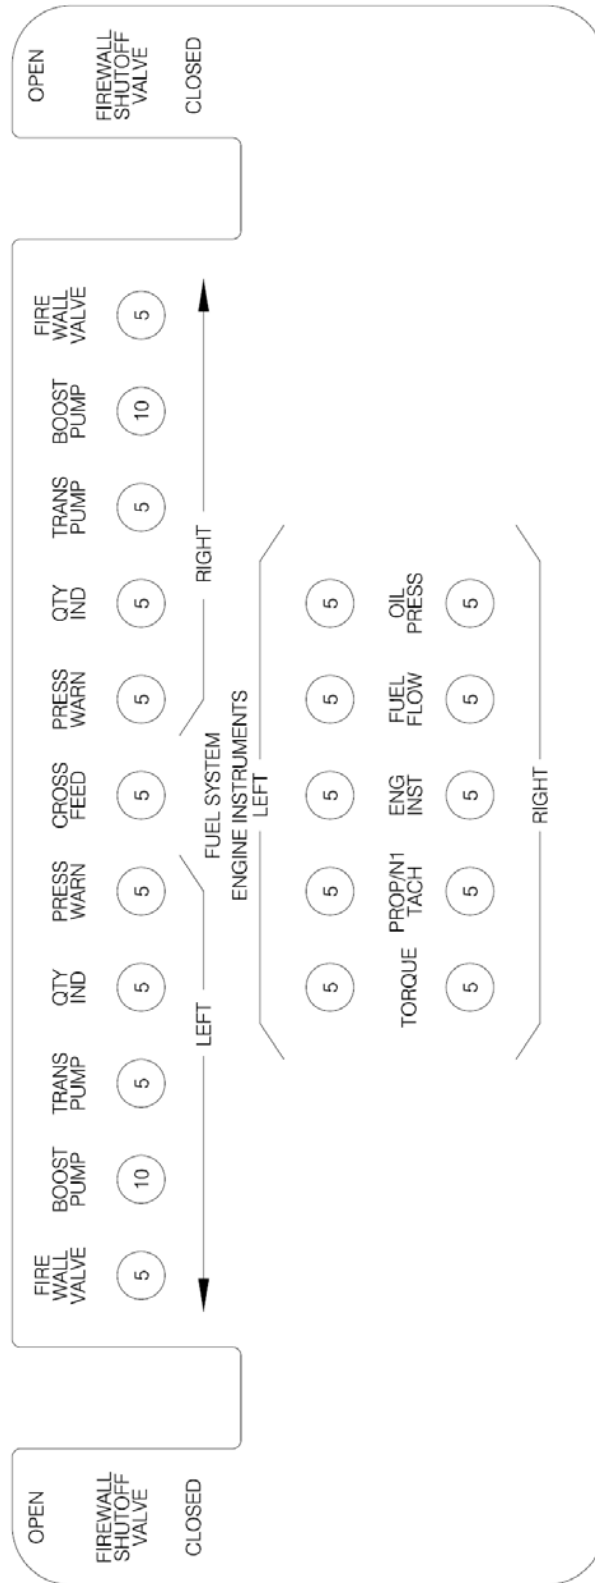 OPEN
FIREWALL
SHUTOFF
VALVE
CLOSED
FIRE
WALL
VALVE
BOOST
PUMP
TRANS
PUMP
QTY
IND
PRESS
WARN
CROSS
FEED
PRESS
WARN
QTY
IND
TRANS
PUMP
BOOST
PUMP
FIRE
WALL
VALVE
5 10 5 5 5 5 5 5 5 10 5
LEFT
RIGHT
FUEL SYSTEM
ENGINE INSTRUMENTS
LEFT
5 5 5 5 5
TORQUE
PROP/N1
TACH
ENG
INST
FUEL
FLOW
OIL
PRESS
5 5 5 5 5
RIGHT
OPEN
FIREWALL
SHUTOFF
VALVE
CLOSED